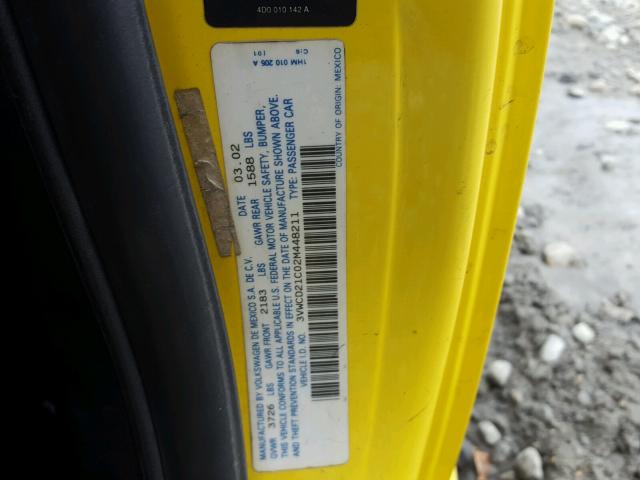 4D0 010 142 A
1HM 010 205 A C:6 I01
MANUFACTURED BY VOLKSWAGEN DE MEXICO S.A. DE C.V. DATE 03.02
GVWR 3726 LBS GAWR FRONT 2183 LBS GAWR REAR 1588 LBS
THIS VEHICLE CONFORMS TO ALL APPLICABLE U.S. FEDERAL MOTOR VEHICLE SAFETY, BUMPER,
AND THEFT PREVENTION STANDARDS IN EFFECT ON THE DATE OF MANUFACTURE SHOWN ABOVE.
VEHICLE I.D. NO. 3VWCD21C02M448211 TYPE: PASSENGER CAR
COUNTRY OF ORIGIN: MEXICO